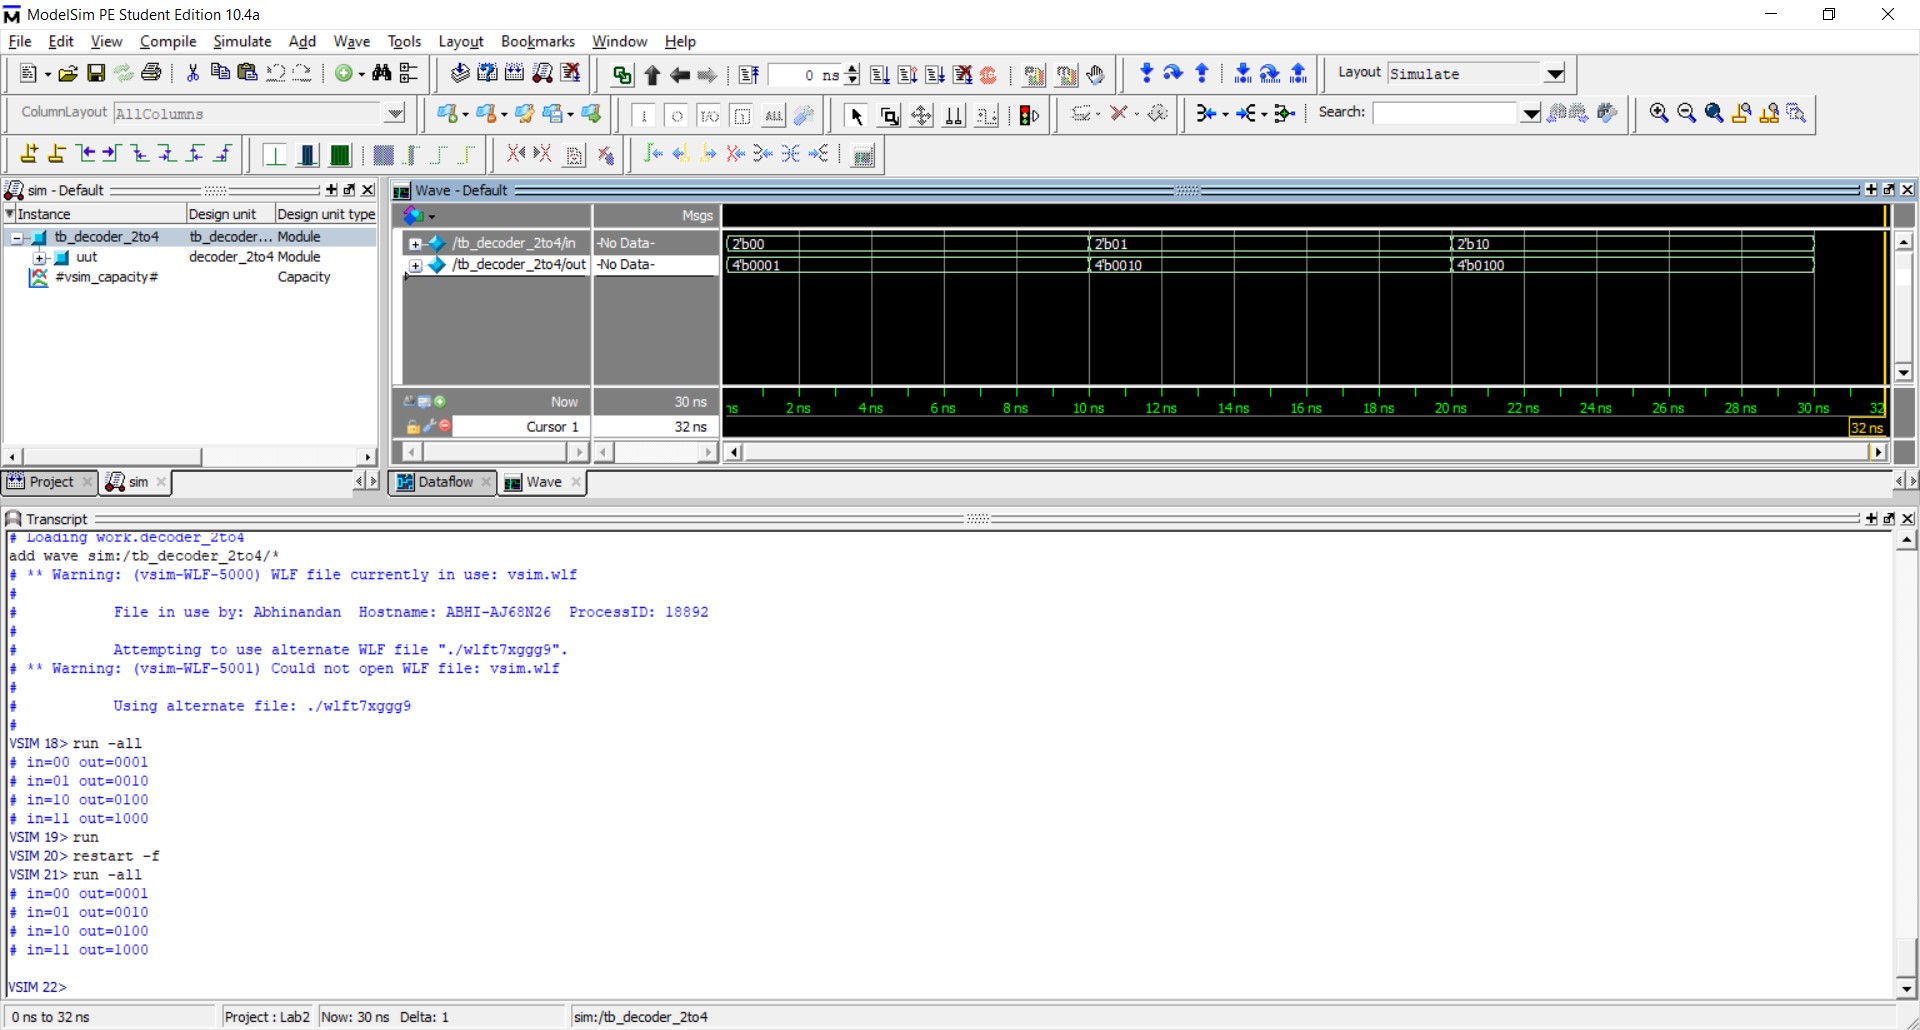 ModelSim PE Student Edition 10.4a
File Edit View Compile Simulate Add Wave Tools Layout Bookmarks Window Help
0 ns
Layout Simulate
ColumnLayout AllColumns
ALL
Search:
sim - Default
Instance Design unit Design unit type
tb_decoder_2to4 tb_decoder... Module
uut decoder_2to4 Module
#vsim_capacity# Capacity
Project
sim
Wave - Default
Msgs
/tb_decoder_2to4/in -No Data- 2'b00 2'b01 2'b10
/tb_decoder_2to4/out -No Data- 4'b0001 4'b0010 4'b0100
Now 30 ns
ns 2 ns 4 ns 6 ns 8 ns 10 ns 12 ns 14 ns 16 ns 18 ns 20 ns 22 ns 24 ns 26 ns 28 ns 30 ns 32
Cursor 1 32 ns 32 ns
Dataflow
Wave
Transcript
# Loading work.decoder_2to4
add wave sim:/tb_decoder_2to4/*
# ** Warning: (vsim-WLF-5000) WLF file currently in use: vsim.wlf
#
# File in use by: Abhinandan Hostname: ABHI-AJ68N26 ProcessID: 18892
#
# Attempting to use alternate WLF file "./wlft7xggg9".
# ** Warning: (vsim-WLF-5001) Could not open WLF file: vsim.wlf
#
# Using alternate file: ./wlft7xggg9
#
VSIM 18> run -all
# in=00 out=0001
# in=01 out=0010
# in=10 out=0100
# in=11 out=1000
VSIM 19> run
VSIM 20> restart -f
VSIM 21> run -all
# in=00 out=0001
# in=01 out=0010
# in=10 out=0100
# in=11 out=1000
VSIM 22>
0 ns to 32 ns
Project : Lab2
Now: 30 ns Delta: 1
sim:/tb_decoder_2to4